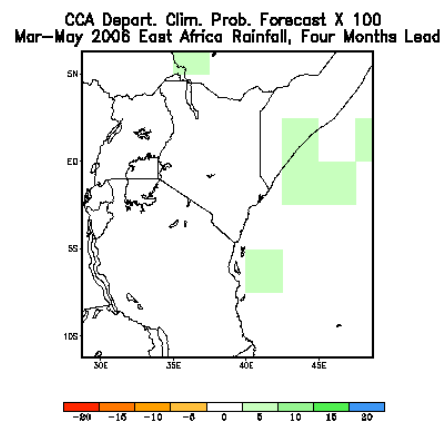 CCA Depart. Clim. Prob. Forecast X 100
Mar–May 2006 East Africa Rainfall, Four Months Lead
5N
EQ
5S
10S
30E 35E 40E 45E
-20 -15 -10 -5 0 5 10 15 20